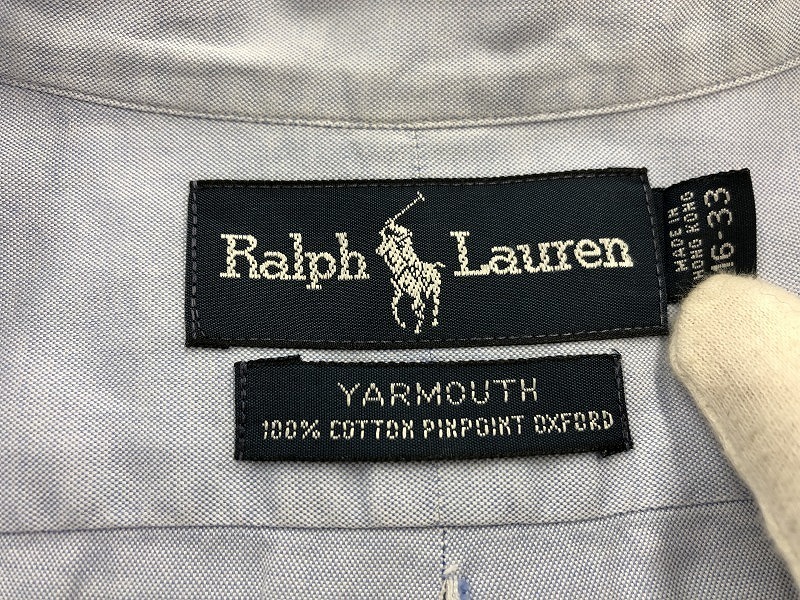 Ralph Lauren
MADE IN
HONG KONG
16-33
YARMOUTH
100% COTTON PINPOINT OXFORD